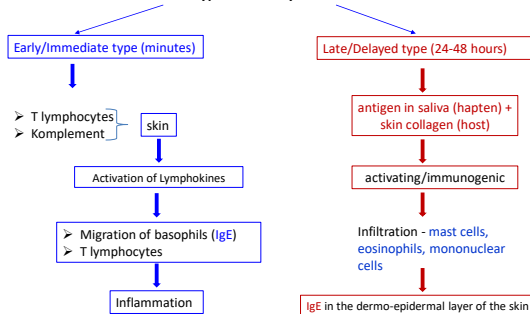 Early/Immediate type (minutes)
Late/Delayed type (24-48 hours)
➢ T lymphocytes
➢ Komplement
skin
antigen in saliva (hapten) +
skin collagen (host)
Activation of Lymphokines
activating/immunogenic
➢ Migration of basophils (IgE)
➢ T lymphocytes
Infiltration - mast cells,
eosinophils, mononuclear
cells
Inflammation
IgE in the dermo-epidermal layer of the skin